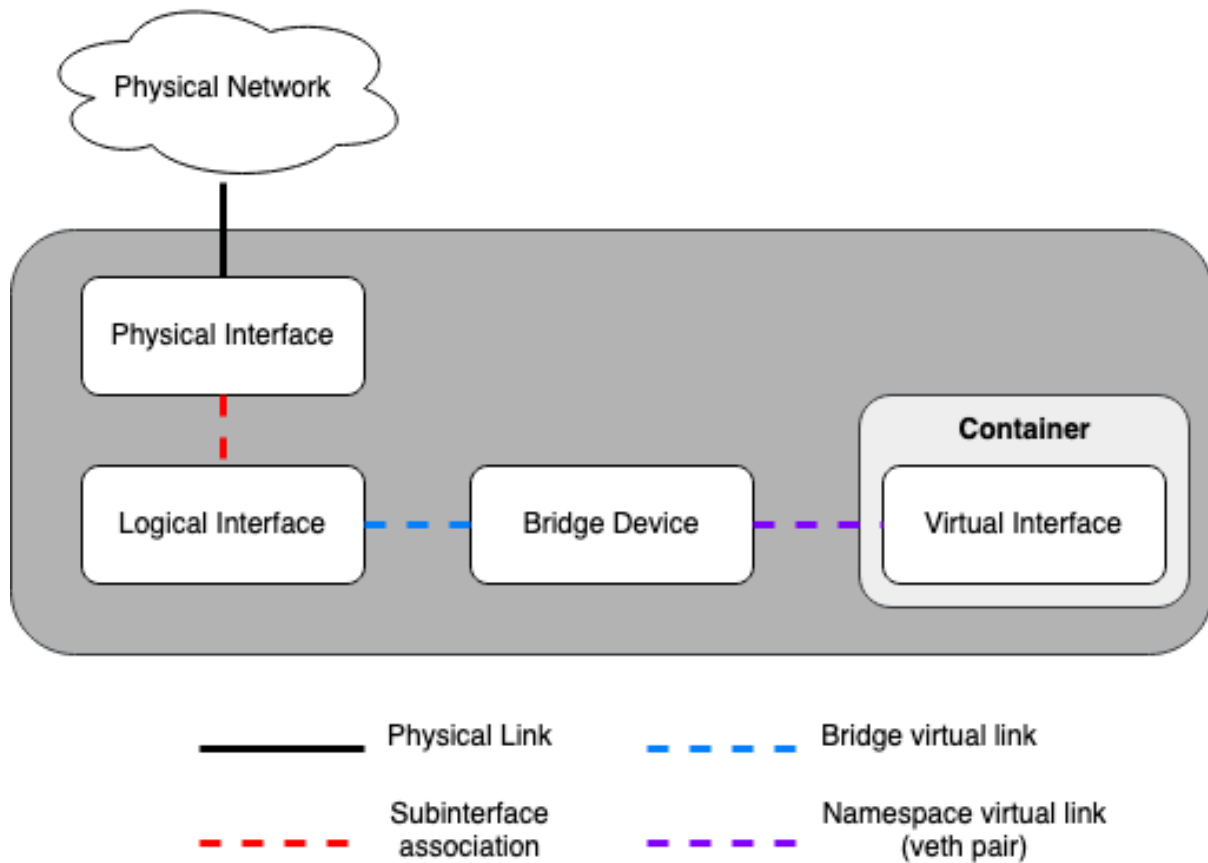 Physical Network
Physical Interface
Container
Logical Interface
Bridge Device
Virtual Interface
Physical Link
Bridge virtual link
Subinterface
association
Namespace virtual link
(veth pair)